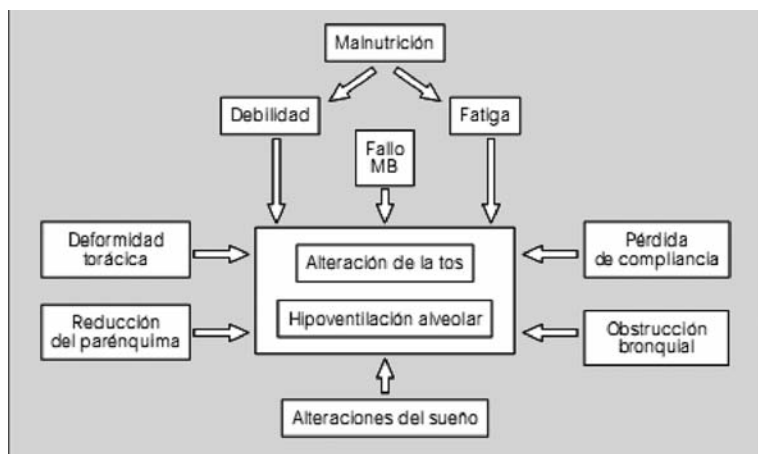 Malnutrición
Debilidad
Fatiga
Fallo
MB
Deformidad
torácica
Alteración de la tos
Pérdida
de compliancia
Reducción
del parénquima
Hipoventilación alveolar
Obstrucción
bronquial
Alteraciones del sueño